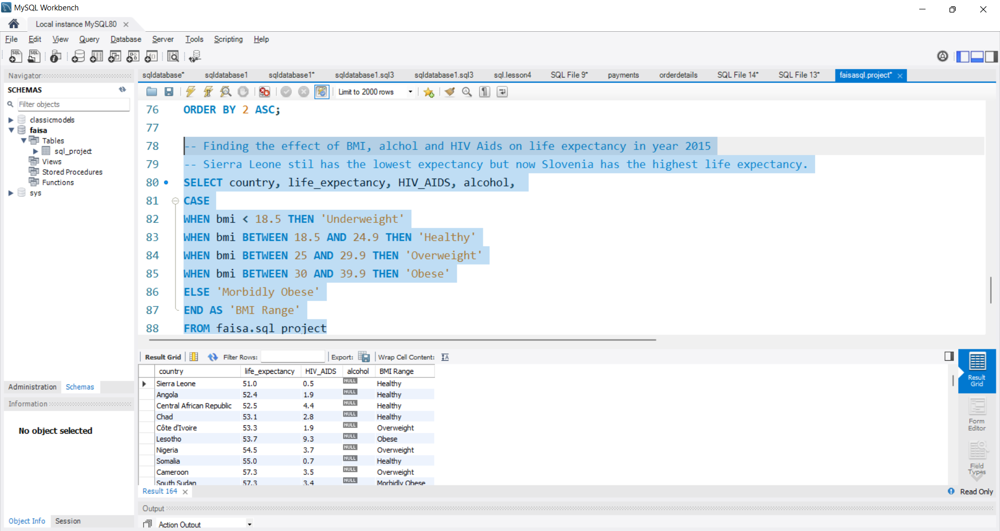 MySQL Workbench
Local instance MySQL80
File Edit View Query Database Server Tools Scripting Help
Navigator
SCHEMAS
Filter objects
classicmodels
faisa
Tables
sql_project
Views
Stored Procedures
Functions
sys
Administration Schemas
Information
No object selected
Object Info Session
sqldatabase* sqldatabase1 sqldatabase1* sqldatabase1.sql3 sqldatabase1.sql3 sql.lesson4 SQL File 9* payments orderdetails SQL File 14* SQL File 13* faisasql.project*
Limit to 2000 rows
76 ORDER BY 2 ASC;
77
78 -- Finding the effect of BMI, alchol and HIV Aids on life expectancy in year 2015
79 -- Sierra Leone stil has the lowest expectancy but now Slovenia has the highest life expectancy.
80 SELECT country, life_expectancy, HIV_AIDS, alcohol,
81 CASE
82 WHEN bmi < 18.5 THEN 'Underweight'
83 WHEN bmi BETWEEN 18.5 AND 24.9 THEN 'Healthy'
84 WHEN bmi BETWEEN 25 AND 29.9 THEN 'Overweight'
85 WHEN bmi BETWEEN 30 AND 39.9 THEN 'Obese'
86 ELSE 'Morbidly Obese'
87 END AS 'BMI Range'
88 FROM faisa.sql_project
Result Grid Filter Rows: Export: Wrap Cell Content:
country life_expectancy HIV_AIDS alcohol BMI Range
Sierra Leone 51.0 0.5 NULL Healthy
Angola 52.4 1.9 NULL Healthy
Central African Republic 52.5 4.4 NULL Healthy
Chad 53.1 2.8 NULL Healthy
Côte d'Ivoire 53.3 1.9 NULL Overweight
Lesotho 53.7 9.3 NULL Obese
Nigeria 54.5 3.7 NULL Overweight
Somalia 55.0 0.7 NULL Healthy
Cameroon 57.3 3.5 NULL Overweight
South Sudan 57.3 3.4 NULL Morbidly Obese
Result Grid
Form Editor
Field Types
Result 164
Read Only
Output
Action Output